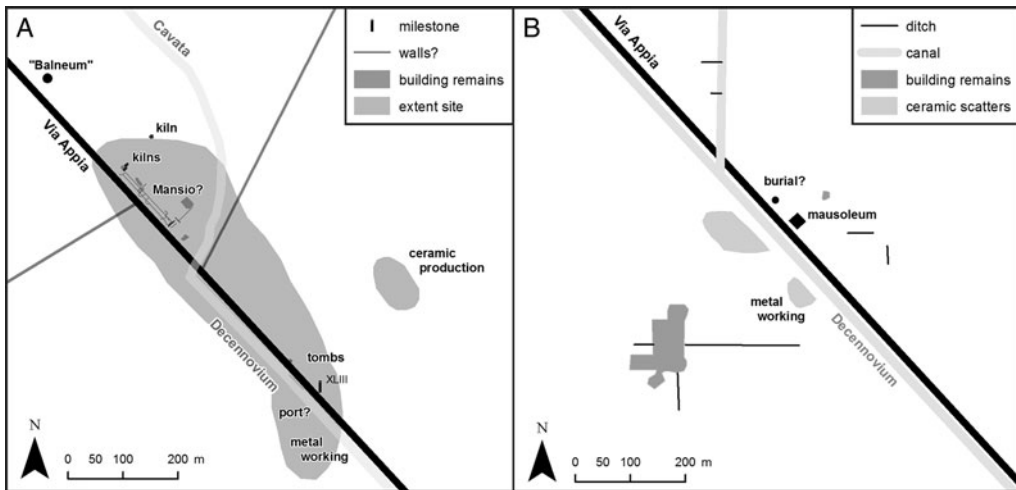 A
Cavata
milestone
walls?
building remains
extent site
"Balneum"
Via Appia
kiln
kilns
Mansio?
ceramic
production
Decennovium
tombs
XLIII
port?
metal
working
N
0 50 100 200 m
B
Via Appia
ditch
canal
building remains
ceramic scatters
burial?
mausoleum
metal
working
Decennovium
N
0 50 100 200 m